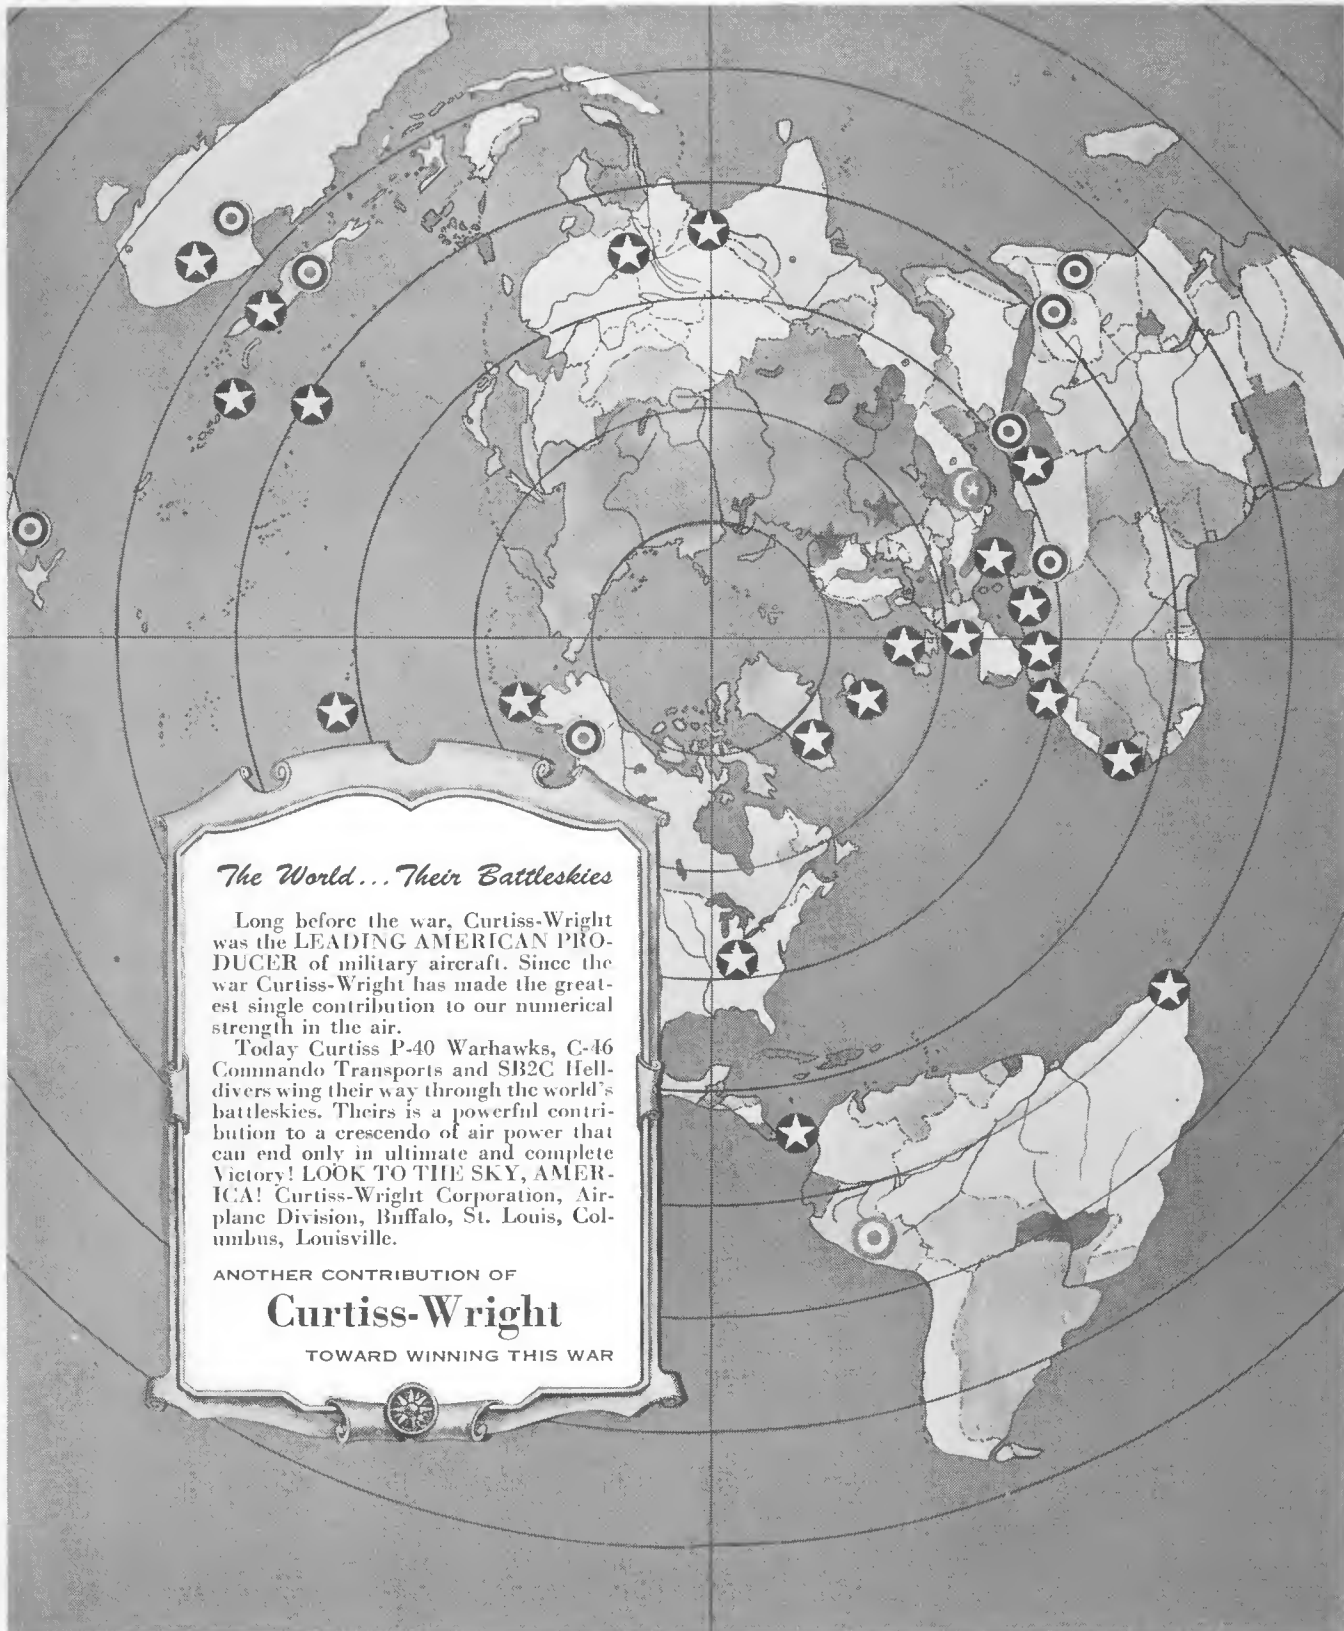 The World...Their Battleskies
Long before the war, Curtiss-Wright
was the LEADING AMERICAN PRO-
DUCER of military aircraft. Since the
war Curtiss-Wright has made the great-
est single contribution to our numerical
strength in the air.
Today Curtiss P-40 Warhawks, C-46
Commando Transports and SB2C Hell-
divers wing their way through the world's
battleskies. Theirs is a powerful contri-
bution to a crescendo of air power that
can end only in ultimate and complete
Victory! LOOK TO THE SKY, AMER-
ICA! Curtiss-Wright Corporation, Air-
plane Division, Buffalo, St. Louis, Col-
umbus, Louisville.
ANOTHER CONTRIBUTION OF
Curtiss-Wright
TOWARD WINNING THIS WAR